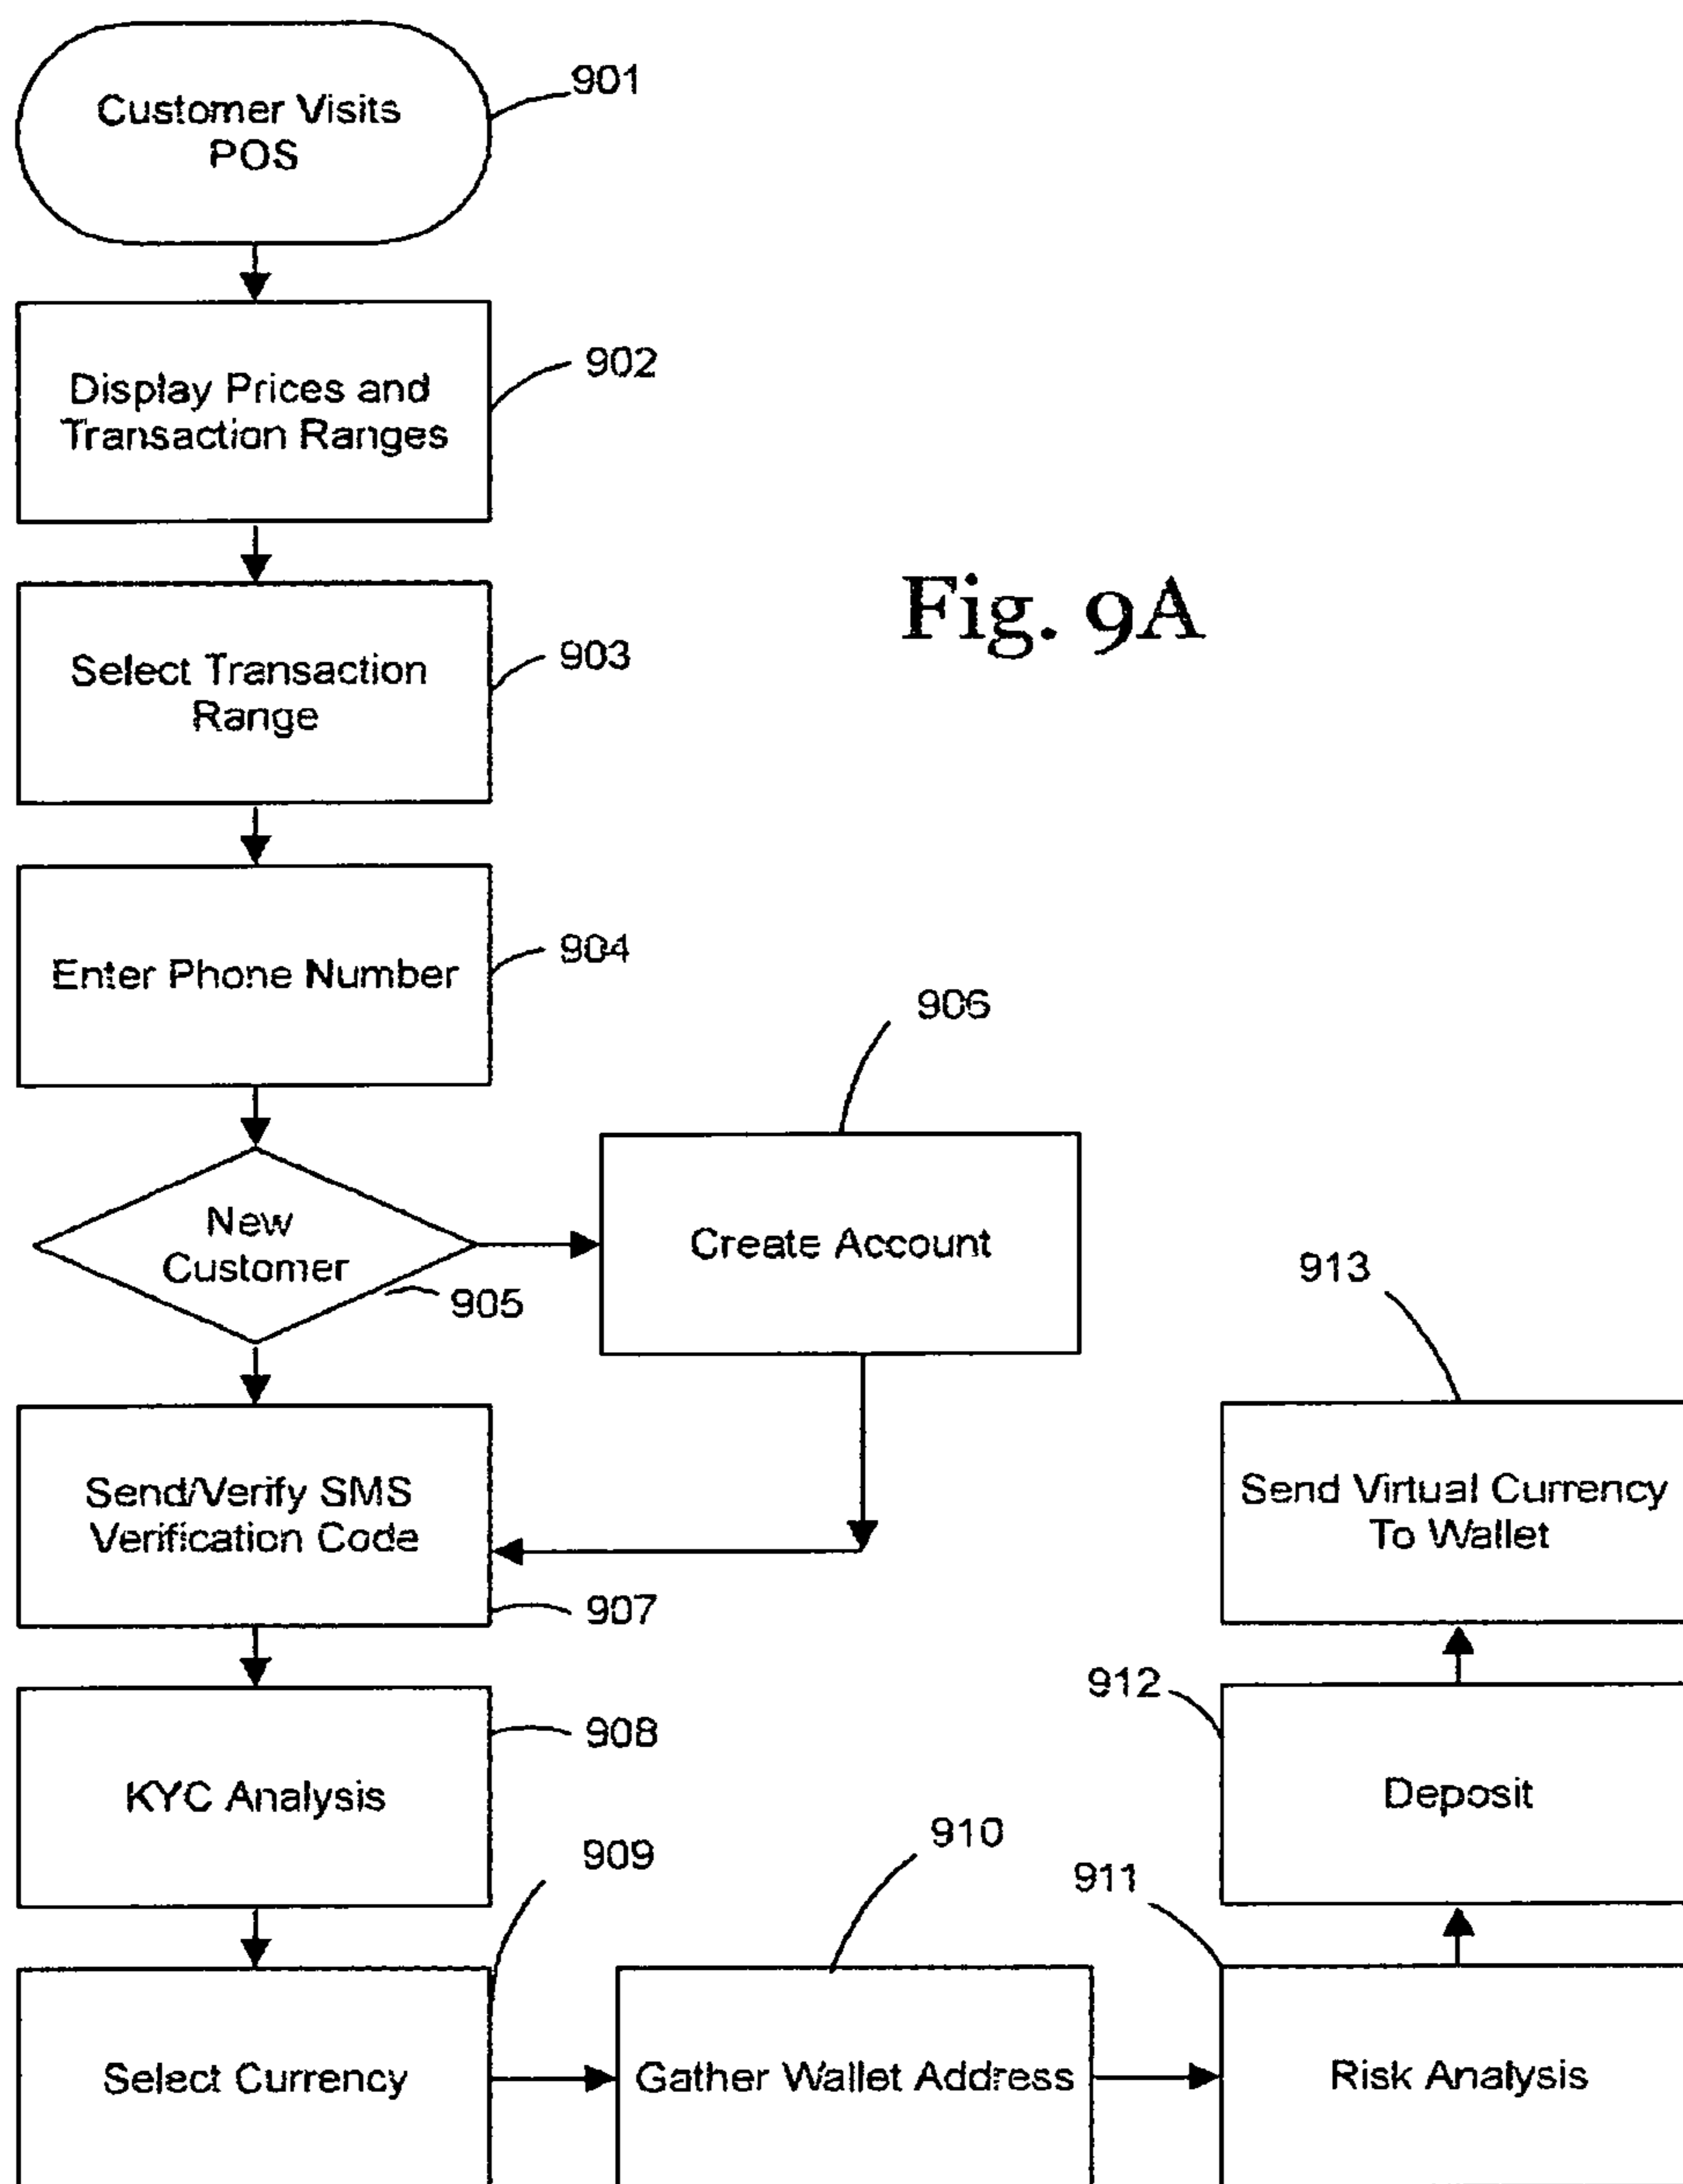 Customer Visits
POS
901
Display Prices and
Transaction Ranges
902
Fig. 9A
Select Transaction
Range
903
Enter Phone Number
904
906
New
Customer
905
Create Account
913
Send/Verify SMS
Verification Code
907
Send Virtual Currency
To Wallet
KYC Analysis
908
912
Deposit
909
910
911
Select Currency
Gather Wallet Address
Risk Analysis